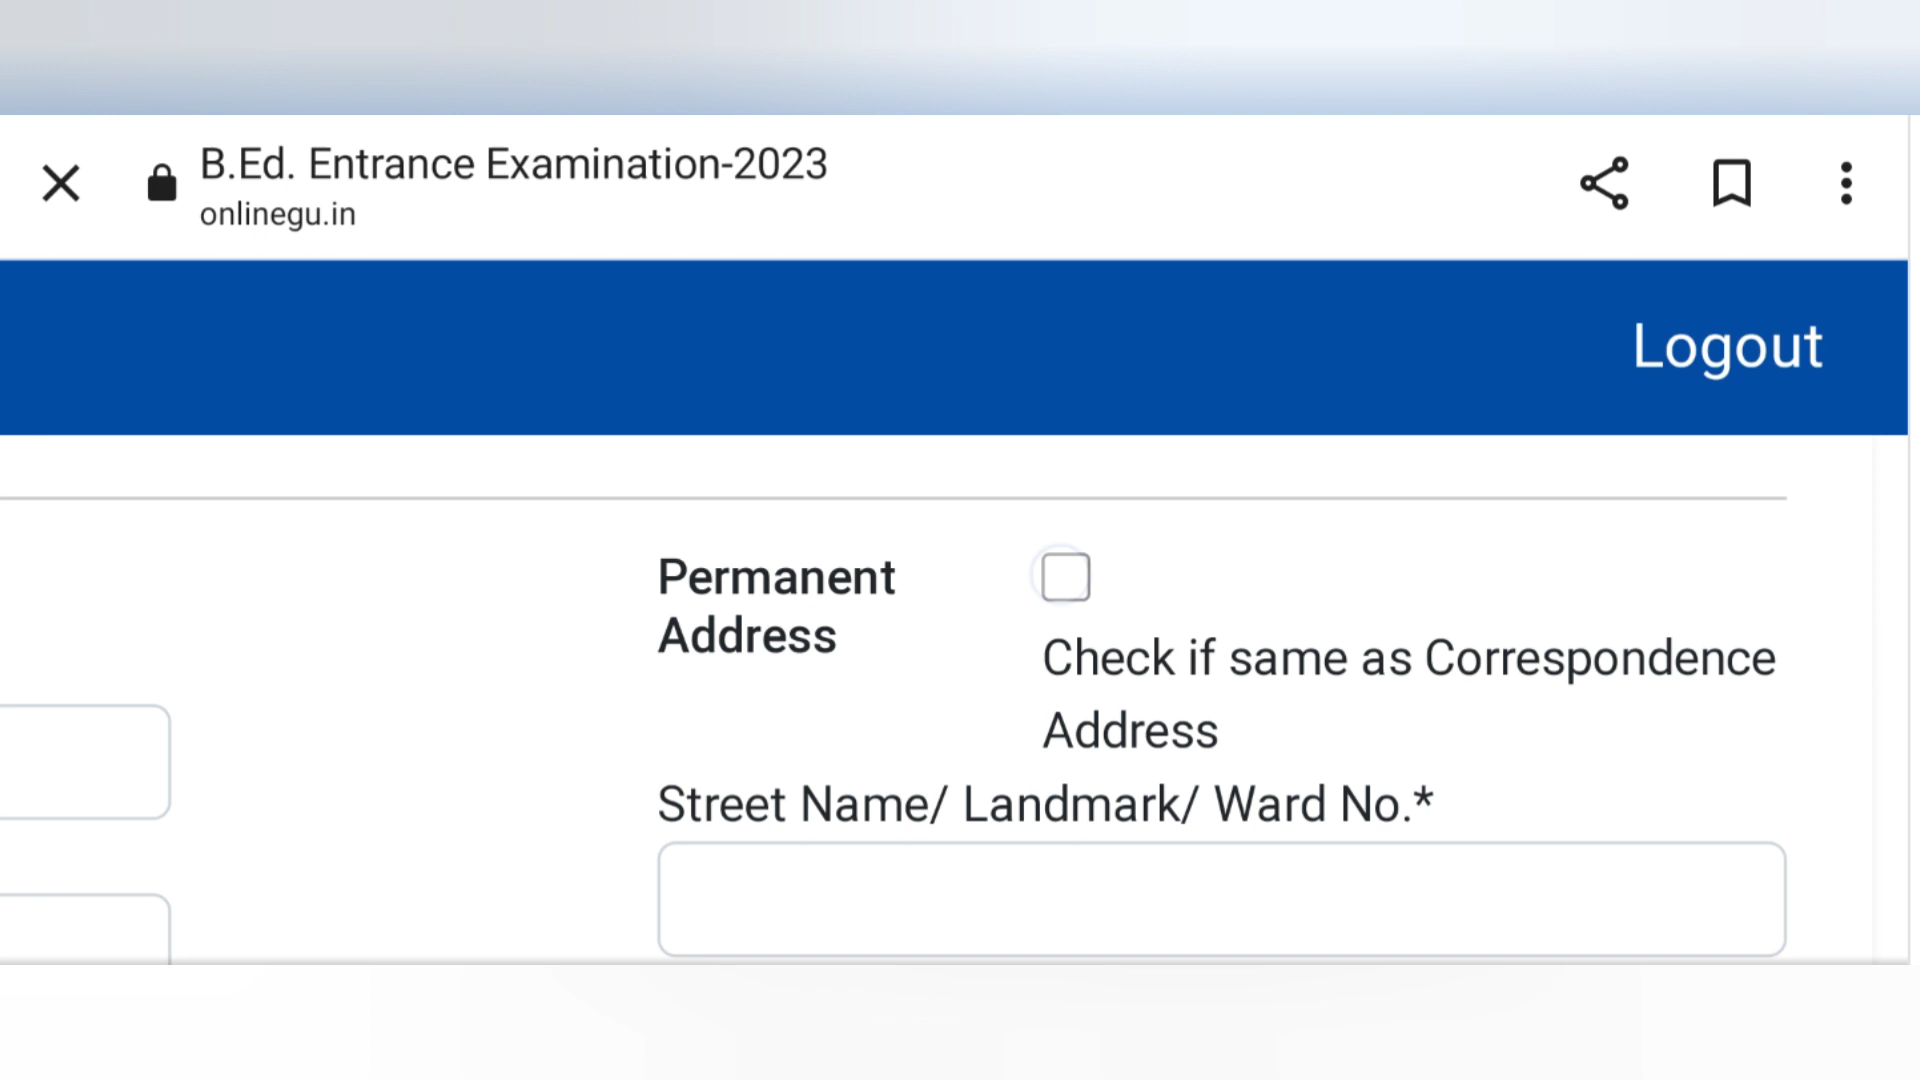 B.Ed. Entrance Examination-2023
onlinegu.in
Logout
Permanent
Address
Check if same as Correspondence
Address
Street Name/ Landmark/ Ward No.*